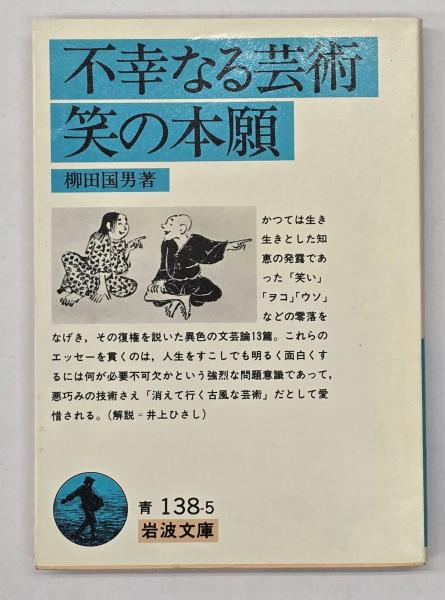 不幸なる芸術
笑の本願
柳田国男著
かつては生き
生きとした知
恵の発露であ
った「笑い」
「ヲコ」「ウソ」
などの零落を
なげき，その復権を説いた異色の文芸論13篇。これらの
エッセーを貫くのは，人生をすこしでも明るく面白くす
るには何が必要不可欠かという強烈な問題意識であって，
悪巧みの技術さえ「消えて行く古風な芸術」だとして愛
惜される。（解説＝井上ひさし）
青 138-5
岩波文庫